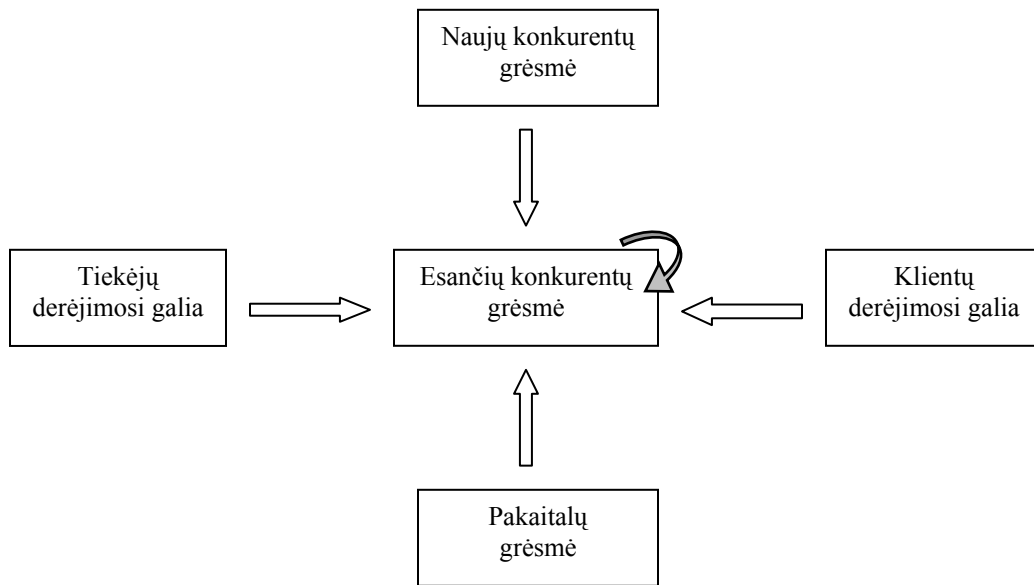 Naujų konkurentų
grėsmė
Tiekėjų
derėjimosi galia
Esančių konkurentų
grėsmė
Klientų
derėjimosi galia
Pakaitalų
grėsmė